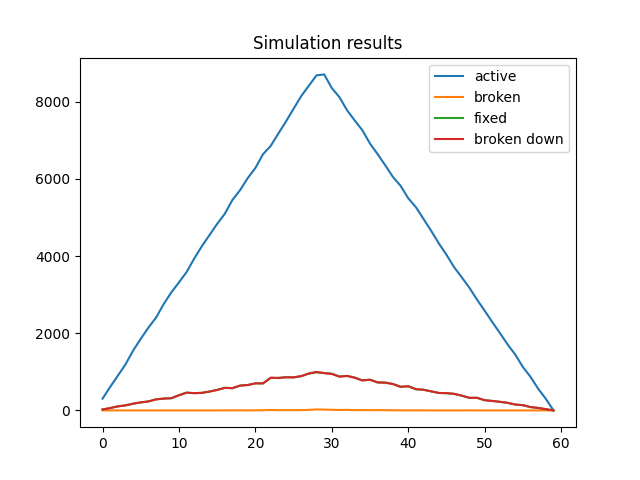 Simulation results
active
broken
fixed
broken down
8000
6000
4000
2000
0
0 10 20 30 40 50 60